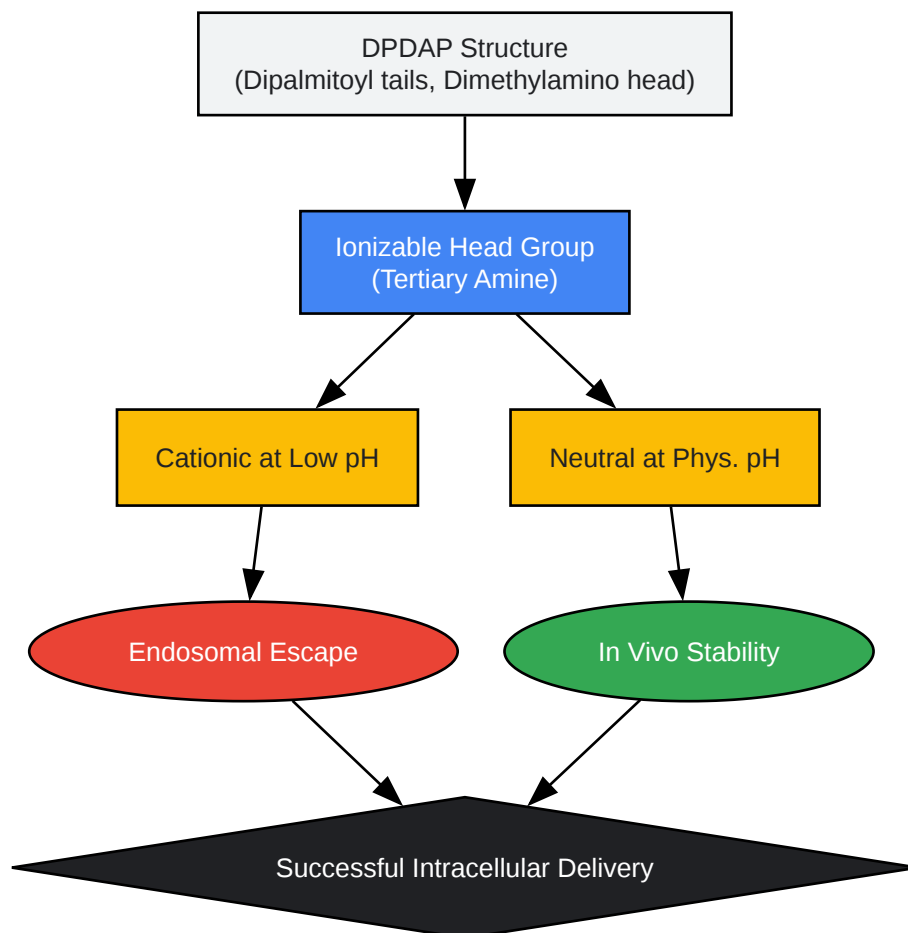 DPDAP Structure
(Dipalmitoyl tails, Dimethylamino head)
Ionizable Head Group
(Tertiary Amine)
Cationic at Low pH
Neutral at Phys. pH
Endosomal Escape
In Vivo Stability
Successful Intracellular Delivery